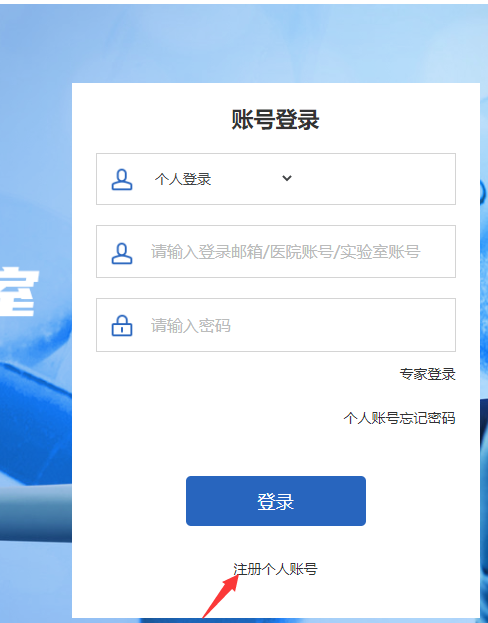 账号登录
个人登录
请输入登录邮箱/医院账号/实验室账号
室
请输入密码
专家登录
个人账号忘记密码
登录
注册个人账号